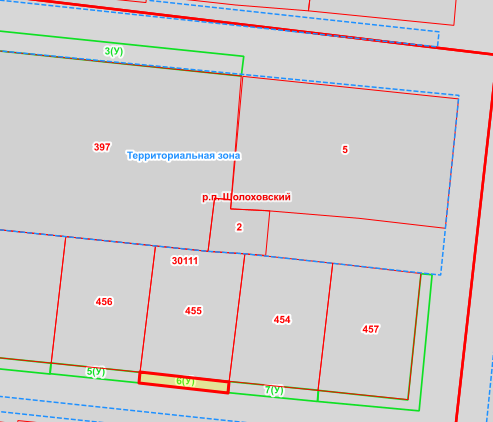 3(У)
397
5
Территориальная зона
р.п. Шолоховский
2
30111
456
455
454
457
5(У)
6(У)
7(У)